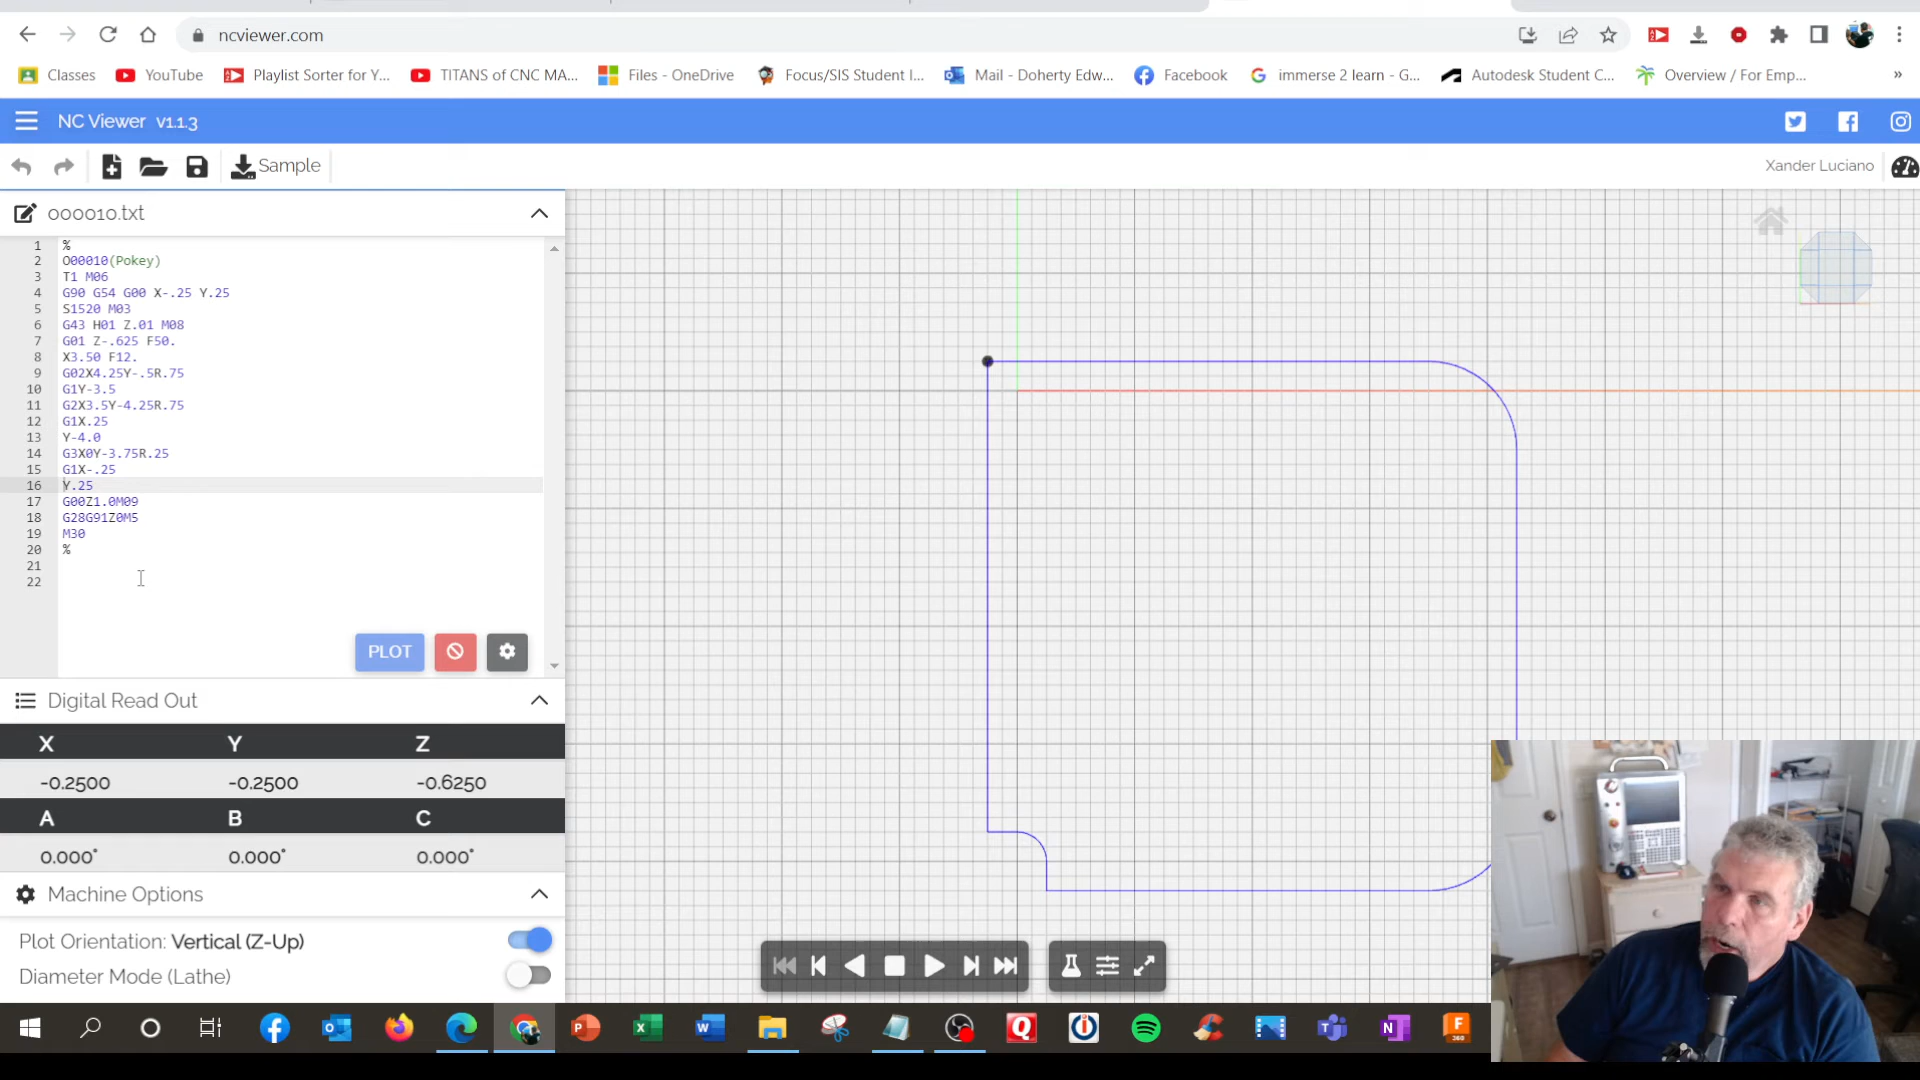 ncviewer.com
Classes YouTube Playlist Sorter for Y... TITANS of CNC MA... Files - OneDrive Focus/SIS Student I... Mail - Doherty Edw... Facebook immerse 2 learn - G... Autodesk Student C... Overview / For Emp... »
NC Viewer v1.1.3
Sample
Xander Luciano
000010.txt
1 %
2 O00010(Pokey)
3 T1 M06
4 G90 G54 G00 X-.25 Y.25
5 S1520 M03
6 G43 H01 Z.01 M08
7 G01 Z-.625 F50.
8 X3.50 F12.
9 G02X4.25Y-.5R.75
10 G1Y-3.5
11 G2X3.5Y-4.25R.75
12 G1X.25
13 Y-4.0
14 G3X0Y-3.75R.25
15 G1X-.25
16 Y.25
17 G00Z1.0M09
18 G28G91Z0M5
19 M30
20 %
21
22
PLOT
Digital Read Out
X Y Z
-0.2500 -0.2500 -0.6250
A B C
0.000° 0.000° 0.000°
Machine Options
Plot Orientation: Vertical (Z-Up)
Diameter Mode (Lathe)